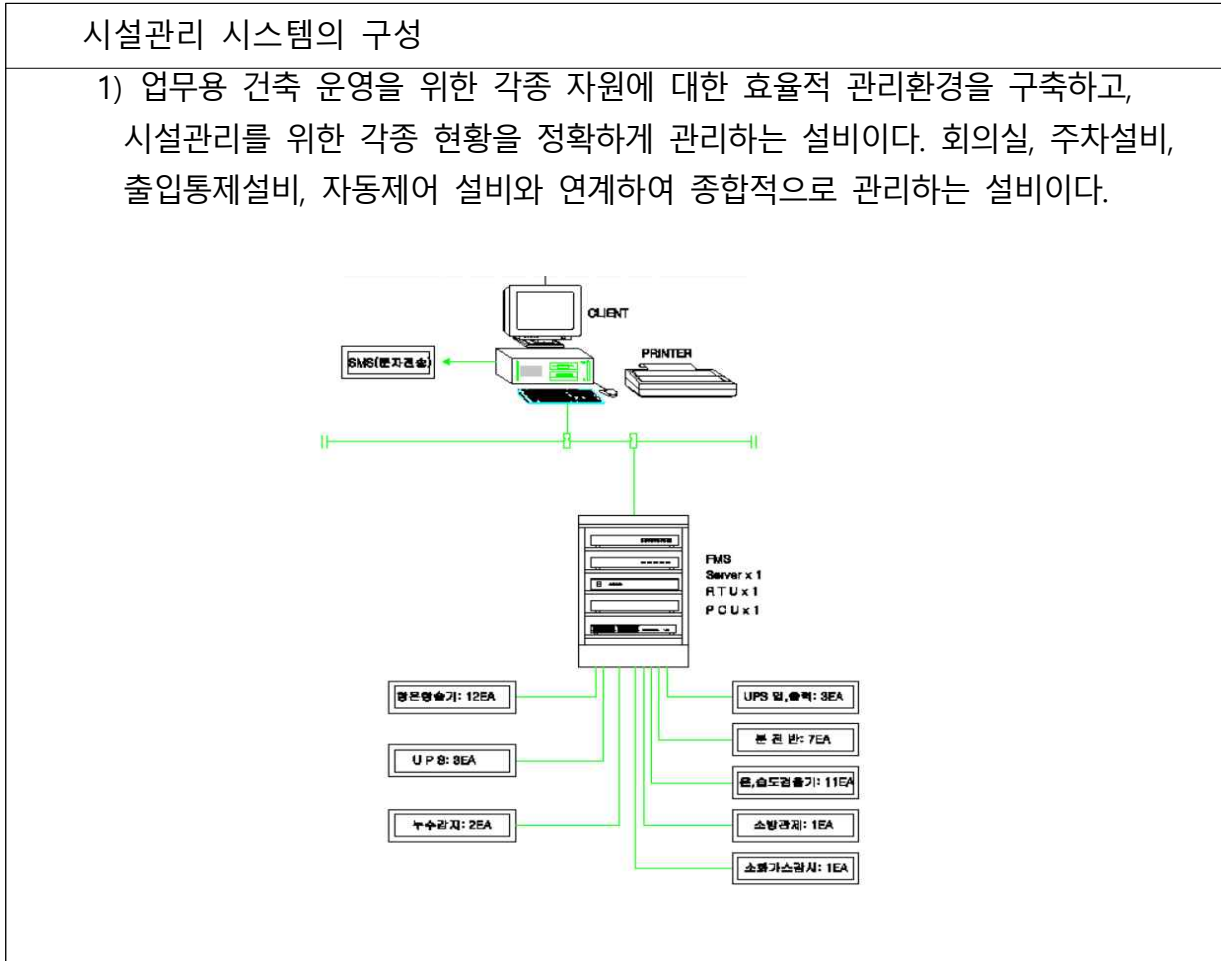 시설관리 시스템의 구성
1) 업무용 건축 운영을 위한 각종 자원에 대한 효율적 관리환경을 구축하고,
시설관리를 위한 각종 현황을 정확하게 관리하는 설비이다. 회의실, 주차설비,
출입통제설비, 자동제어 설비와 연계하여 종합적으로 관리하는 설비이다.
CLIENT
SMS(문자전송)
PRINTER
FMS
Server x 1
R T U x 1
P C U x 1
항온항습기: 12EA
U P S: 3EA
누수감지: 2EA
UPS 입,출력: 3EA
분 전 반: 7EA
온,습도검출기: 11EA
소방관제: 1EA
소화가스감시: 1EA